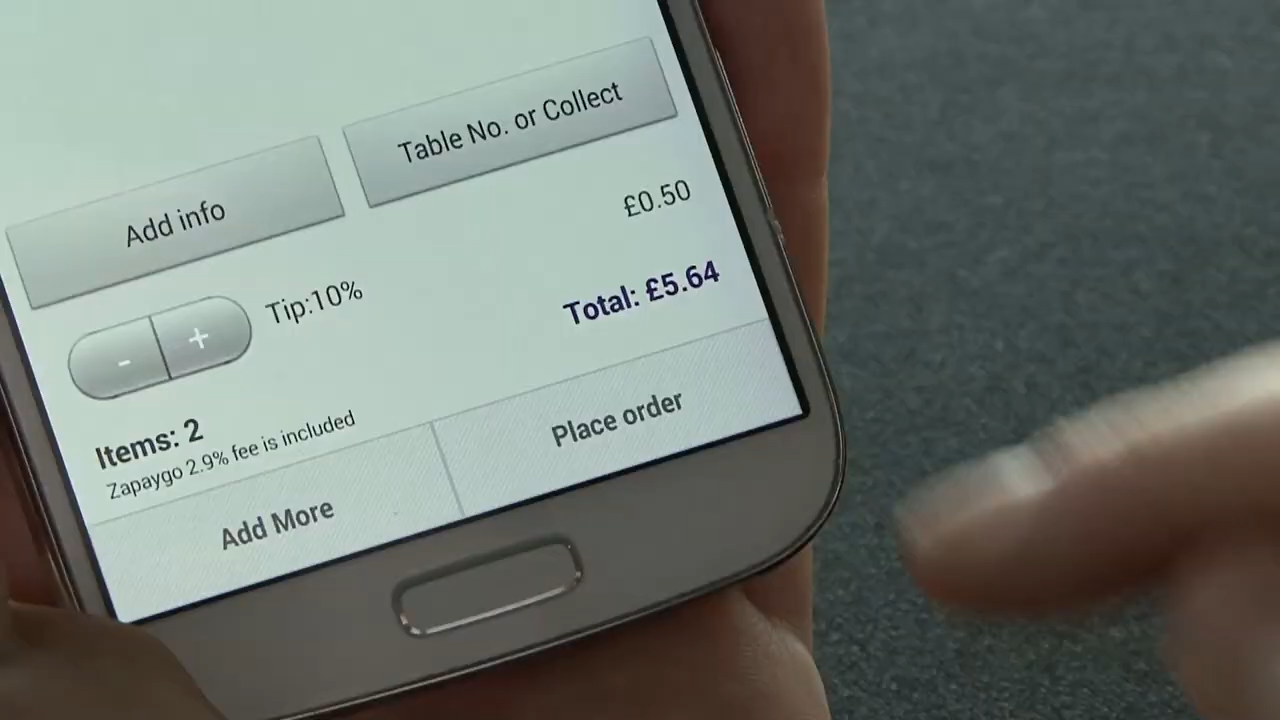 Table No. or Collect
Add info
£0.50
Tip:10%
Total: £5.64
- +
Items: 2
Zapaygo 2.9% fee is included
Place order
Add More